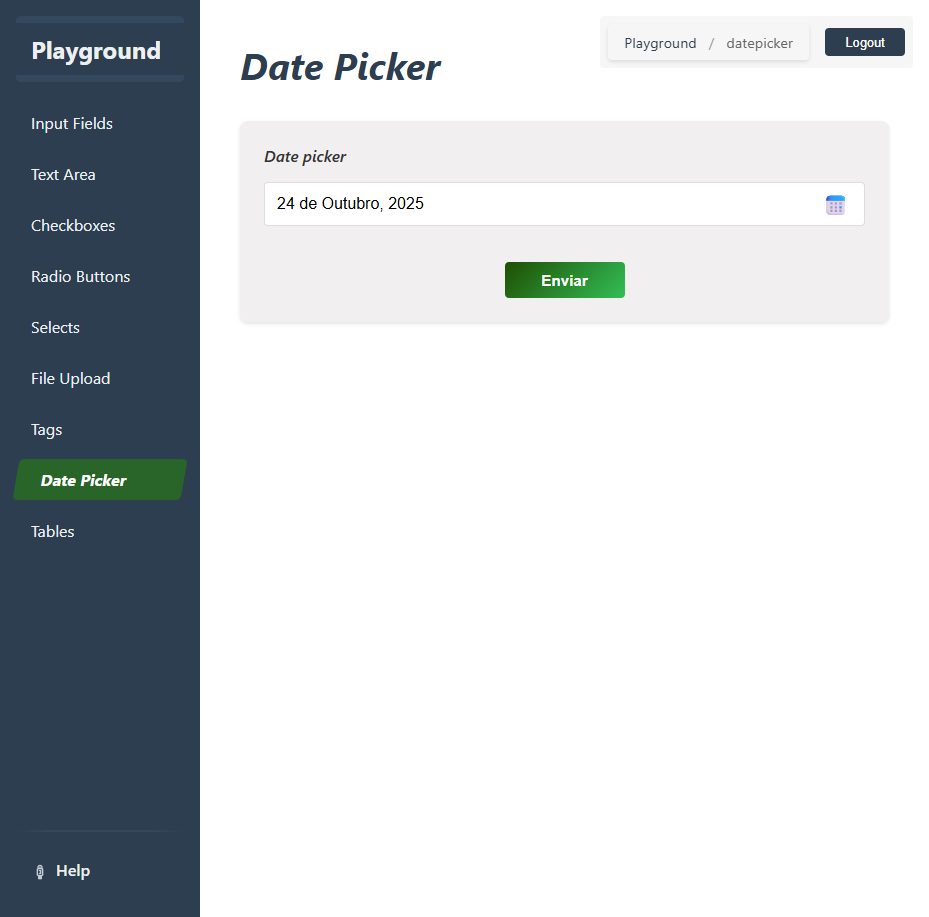 Playground
Input Fields
Text Area
Checkboxes
Radio Buttons
Selects
File Upload
Tags
Date Picker
Tables
Help
Playground / datepicker
Logout
Date Picker
Date picker
24 de Outubro, 2025
Enviar